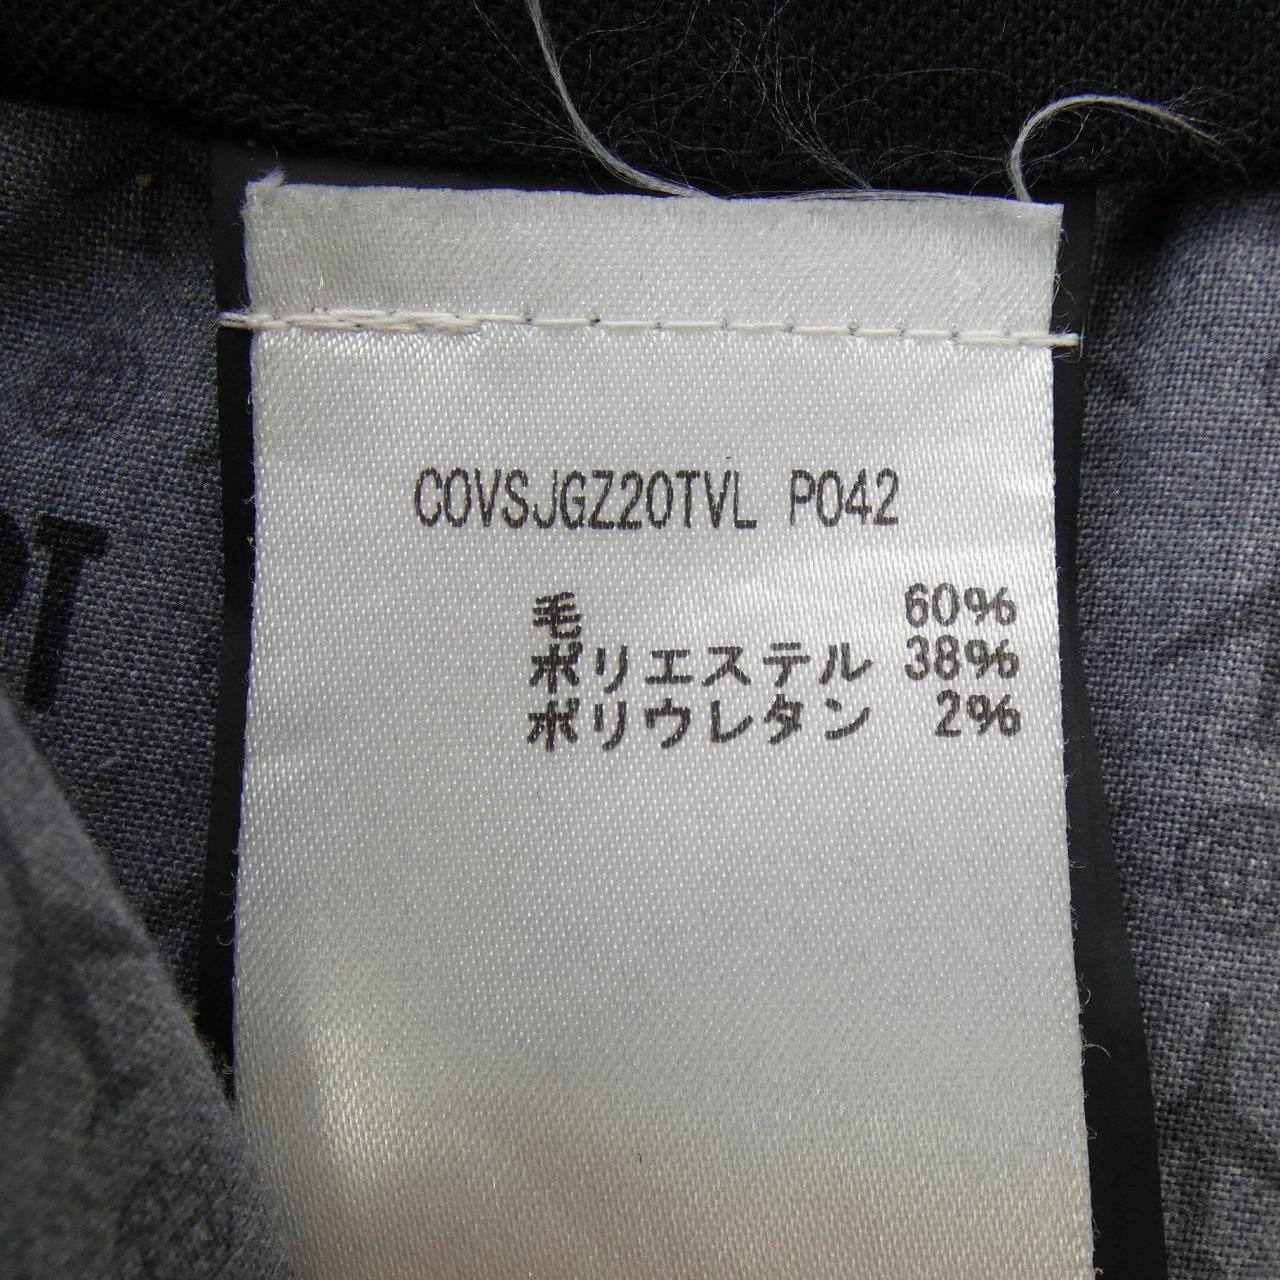 COVSJGZ20TVL P042
毛 60%
ポリエステル 38%
ポリウレタン 2%